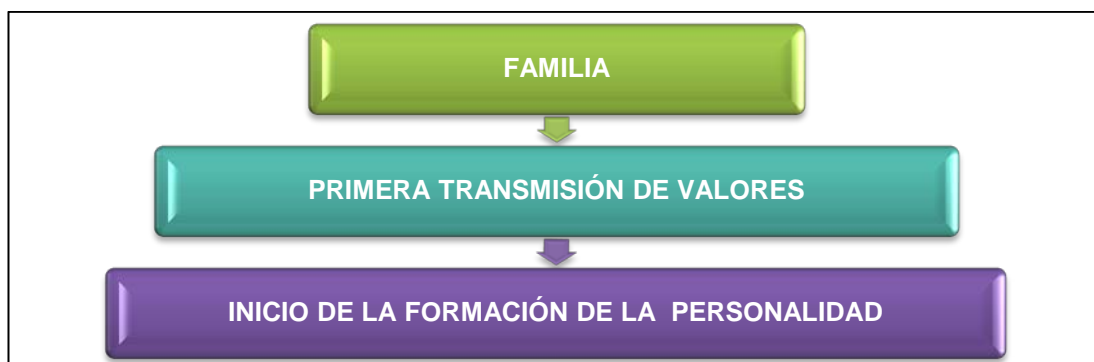 FAMILIA
PRIMERA TRANSMISIÓN DE VALORES
INICIO DE LA FORMACIÓN DE LA  PERSONALIDAD